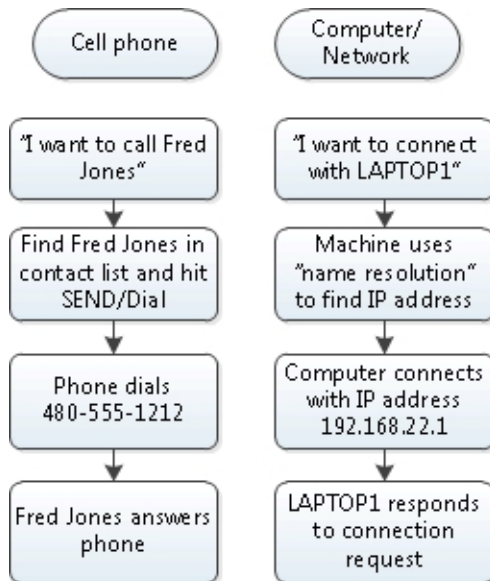 Cell phone
"I want to call Fred
Jones"
Find Fred Jones in
contact list and hit
SEND/Dial
Phone dials
480-555-1212
Fred Jones answers
phone
Computer/
Network
"I want to connect
with LAPTOP1"
Machine uses
"name resolution"
to find IP address
Computer connects
with IP address
192.168.22.1
LAPTOP1 responds
to connection
request